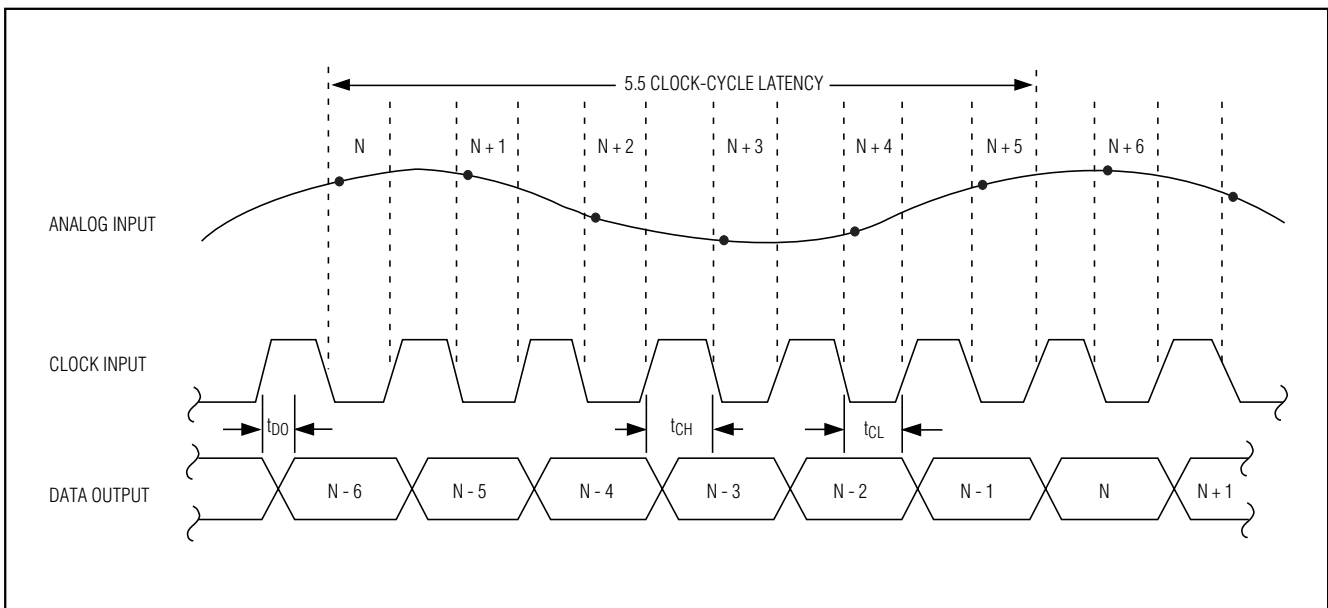 5.5 CLOCK-CYCLE LATENCY
N N + 1 N + 2 N + 3 N + 4 N + 5 N + 6
ANALOG INPUT
CLOCK INPUT
tDO tCH tCL
DATA OUTPUT N - 6 N - 5 N - 4 N - 3 N - 2 N - 1 N N + 1